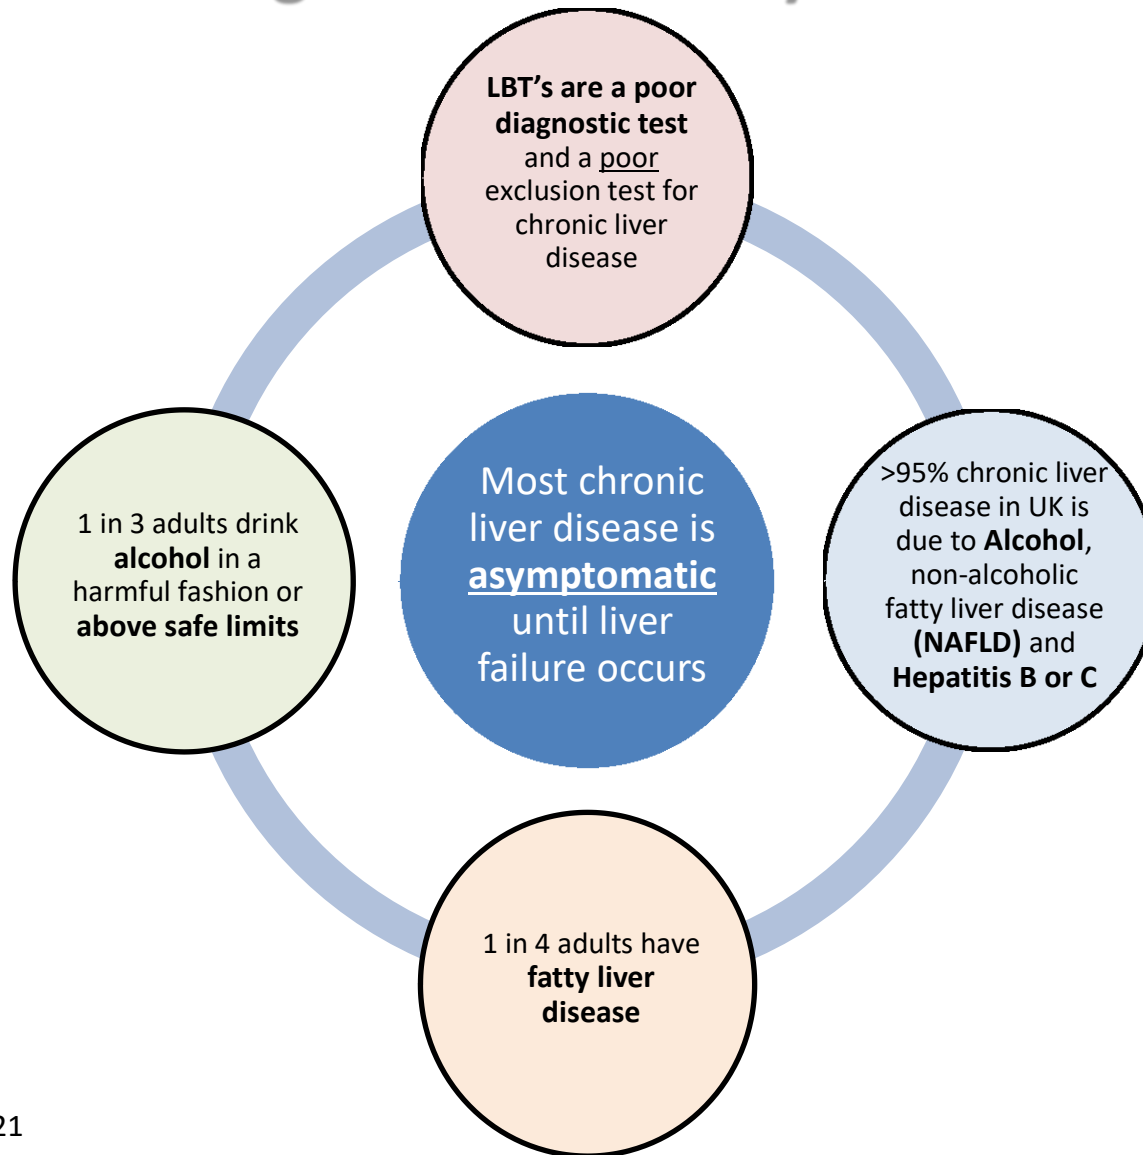 LBT's are a poor
diagnostic test
and a poor
exclusion test for
chronic liver
disease
>95% chronic liver
disease in UK is
due to Alcohol,
non-alcoholic
fatty liver disease
(NAFLD) and
Hepatitis B or C
1 in 4 adults have
fatty liver
disease
1 in 3 adults drink
alcohol in a
harmful fashion or
above safe limits
Most chronic
liver disease is
asymptomatic
until liver
failure occurs
21